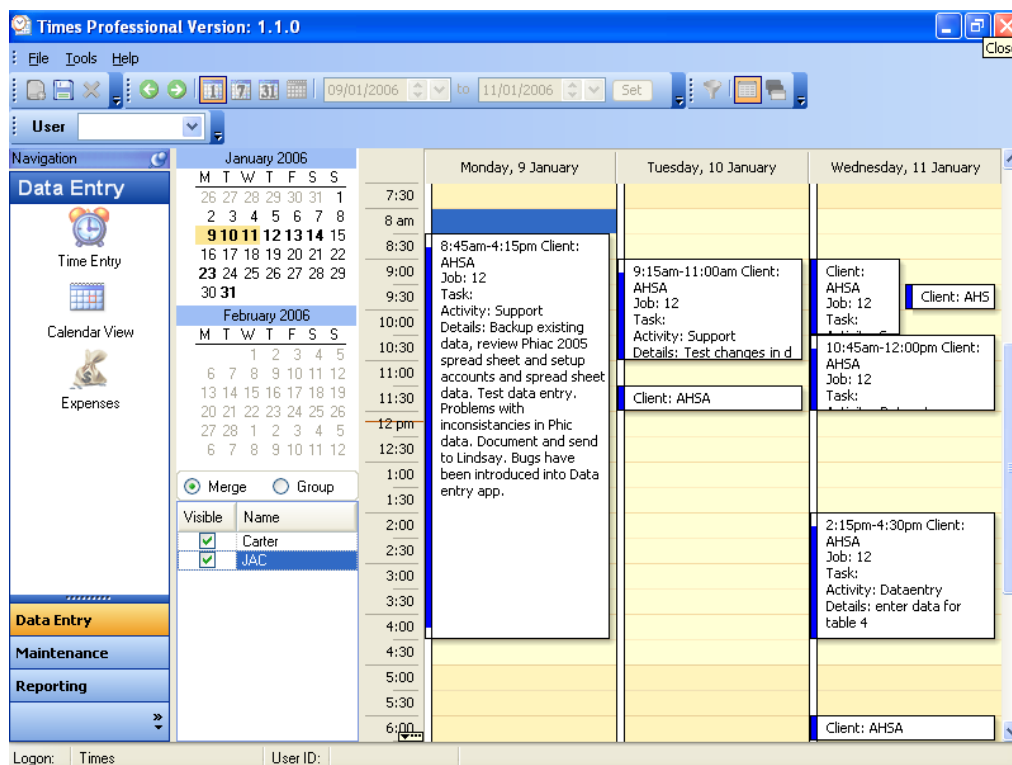 Times Professional Version: 1.1.0
Close
File Tools Help
1 7 31 09/01/2006 to 11/01/2006 Set
User
Navigation
Data Entry
Time Entry
Calendar View
Expenses
Data Entry
Maintenance
Reporting
January 2006
M T W T F S S
26 27 28 29 30 31 1
2 3 4 5 6 7 8
9 10 11 12 13 14 15
16 17 18 19 20 21 22
23 24 25 26 27 28 29
30 31
February 2006
M T W T F S S
1 2 3 4 5
6 7 8 9 10 11 12
13 14 15 16 17 18 19
20 21 22 23 24 25 26
27 28 1 2 3 4 5
6 7 8 9 10 11 12
Merge Group
Visible Name
Carter
JAC
7:30
8 am
8:30
9:00
9:30
10:00
10:30
11:00
11:30
12 pm
12:30
1:00
1:30
2:00
2:30
3:00
3:30
4:00
4:30
5:00
5:30
6:00
Monday, 9 January
8:45am-4:15pm Client:
AHSA
Job: 12
Task:
Activity: Support
Details: Backup existing
data, review Phiac 2005
spread sheet and setup
accounts and spread sheet
data. Test data entry.
Problems with
inconsistancies in Phic
data. Document and send
to Lindsay. Bugs have
been introduced into Data
entry app.
Tuesday, 10 January
9:15am-11:00am Client:
AHSA
Job: 12
Task:
Activity: Support
Details: Test changes in d
Client: AHSA
Wednesday, 11 January
Client:
AHSA
Job: 12
Task:
Client: AHS
10:45am-12:00pm Client:
AHSA
Job: 12
Task:
2:15pm-4:30pm Client:
AHSA
Job: 12
Task:
Activity: Dataentry
Details: enter data for
table 4
Client: AHSA
Logon: Times User ID: